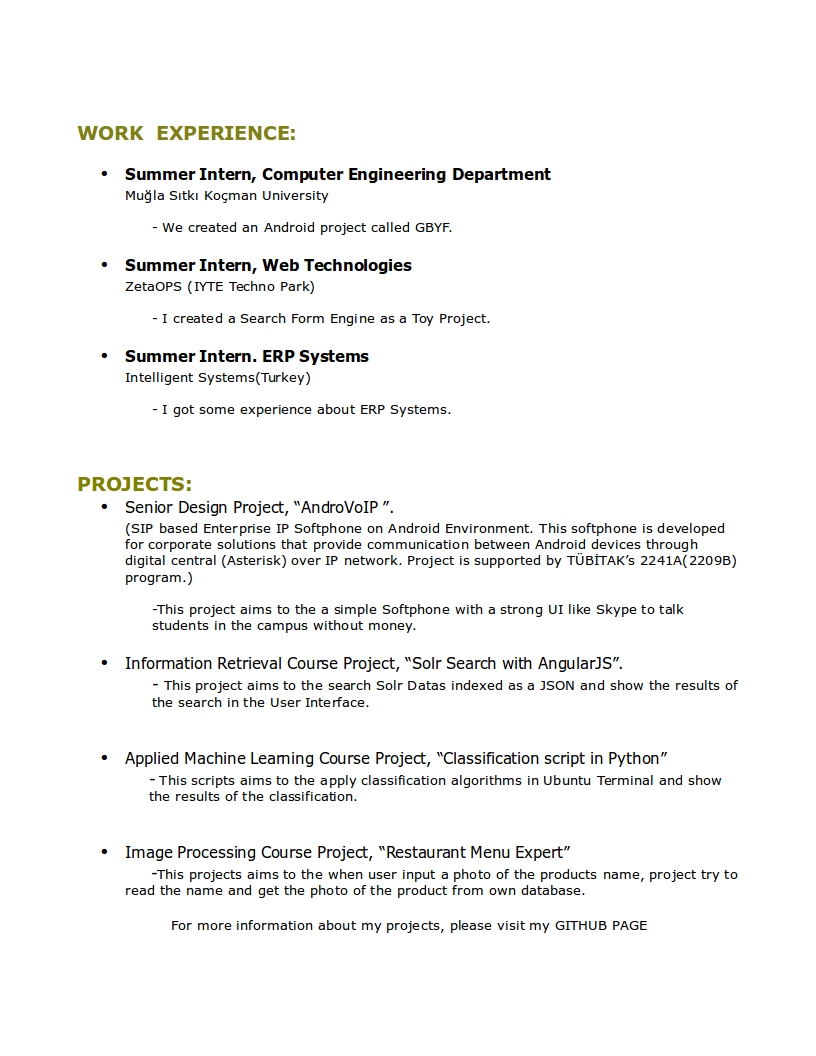 WORK  EXPERIENCE:
• Summer Intern, Computer Engineering Department
Muğla Sıtkı Koçman University
- We created an Android project called GBYF.
• Summer Intern, Web Technologies
ZetaOPS (IYTE Techno Park)
- I created a Search Form Engine as a Toy Project.
• Summer Intern. ERP Systems
Intelligent Systems(Turkey)
- I got some experience about ERP Systems.
PROJECTS:
• Senior Design Project, “AndroVoIP ”.
(SIP based Enterprise IP Softphone on Android Environment. This softphone is developed
for corporate solutions that provide communication between Android devices through
digital central (Asterisk) over IP network. Project is supported by TÜBİTAK’s 2241A(2209B)
program.)
-This project aims to the a simple Softphone with a strong UI like Skype to talk
students in the campus without money.
• Information Retrieval Course Project, “Solr Search with AngularJS”.
- This project aims to the search Solr Datas indexed as a JSON and show the results of
the search in the User Interface.
• Applied Machine Learning Course Project, “Classification script in Python”
- This scripts aims to the apply classification algorithms in Ubuntu Terminal and show
the results of the classification.
• Image Processing Course Project, “Restaurant Menu Expert”
-This projects aims to the when user input a photo of the products name, project try to
read the name and get the photo of the product from own database.
For more information about my projects, please visit my GITHUB PAGE